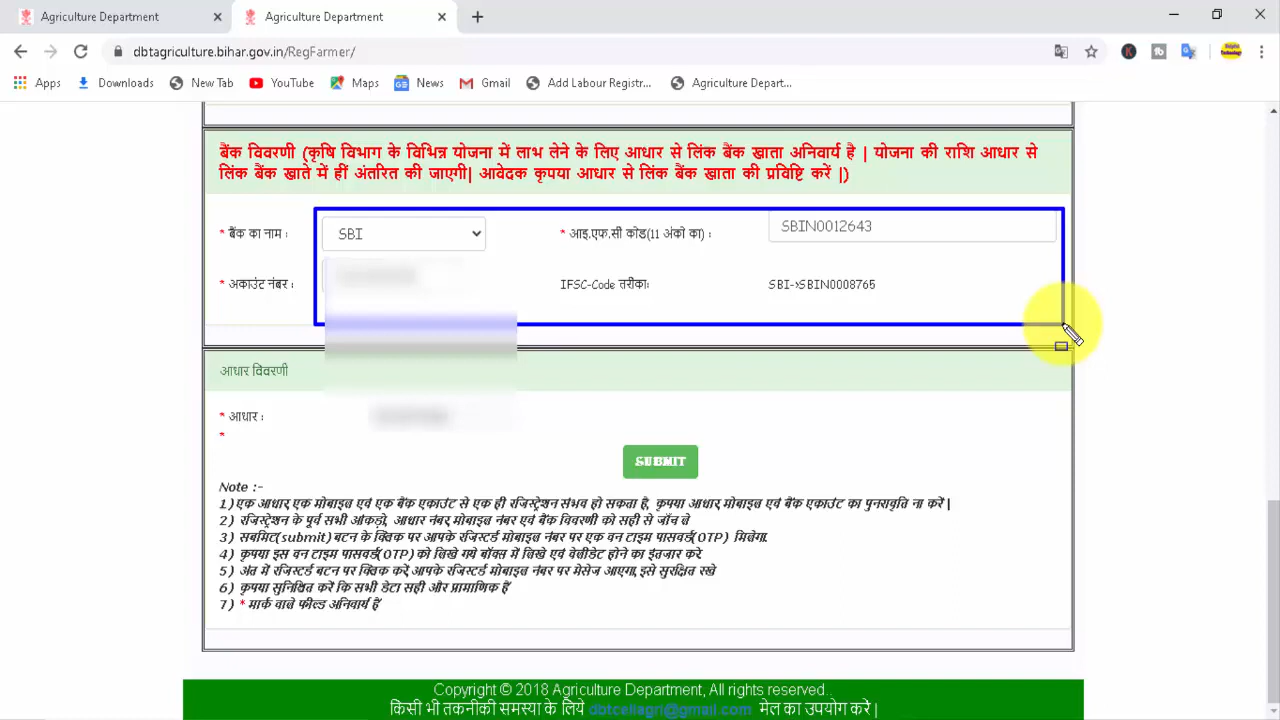 Agriculture Department
Agriculture Department
dbtagriculture.bihar.gov.in/RegFarmer/
Apps Downloads New Tab YouTube Maps News Gmail Add Labour Registr... Agriculture Depart...
बैंक विवरणी (कृषि विभाग के विभिन्न योजना में लाभ लेने के लिए आधार से लिंक बैंक खाता अनिवार्य है | योजना की राशि आधार से
लिंक बैंक खाते में हीं अंतरित की जाएगी| आवेदक कृपया आधार से लिंक बैंक खाता की प्रविष्टि करें |)
* बैंक का नाम : SBI * आइ.एफ.सी कोड(11 अंको का) : SBIN0012643
* अकाउंट नंबर : IFSC-Code तरीका: SBI->SBIN0008765
आधार विवरणी
* आधार :
*
SUBMIT
Note :-
1) एक आधार,एक मोबाइल एवं एक बैंक एकाउंट से एक ही रजिस्ट्रेशन संभव हो सकता है, कृपया आधार,मोबाइल एवं बैंक एकाउंट का पुनरावृति ना करें |
2) रजिस्ट्रेशन के पूर्व सभी आंकड़ो, आधार नंबर,मोबाइल नंबर एवं बैंक विवरणी को सही से जाँच ले
3) सबमिट(submit) बटन के क्लिक पर आपके रजिस्टर्ड मोबाइल नंबर पर एक वन टाइम पासवर्ड(OTP) मिलेगा.
4) कृपया इस वन टाइम पासवर्ड(OTP) को लिखे गये बॉक्स में लिखे एवं वेलीडेट होने का इंतजार करे
5) अंत में रजिस्टर्ड बटन पर क्लिक करें,आपके रजिस्टर्ड मोबाइल नंबर पर मेसेज आएगा, इसे सुरक्षित रखे
6) कृपया सुनिश्चित करें कि सभी डेटा सही और प्रामाणिक हैं
7) * मार्क वाले फील्ड अनिवार्य हैं
Copyright © 2018 Agriculture Department, All rights reserved..
किसी भी तकनीकी समस्या के लिये dbtcellagri@gmail.com मेल का उपयोग करें |